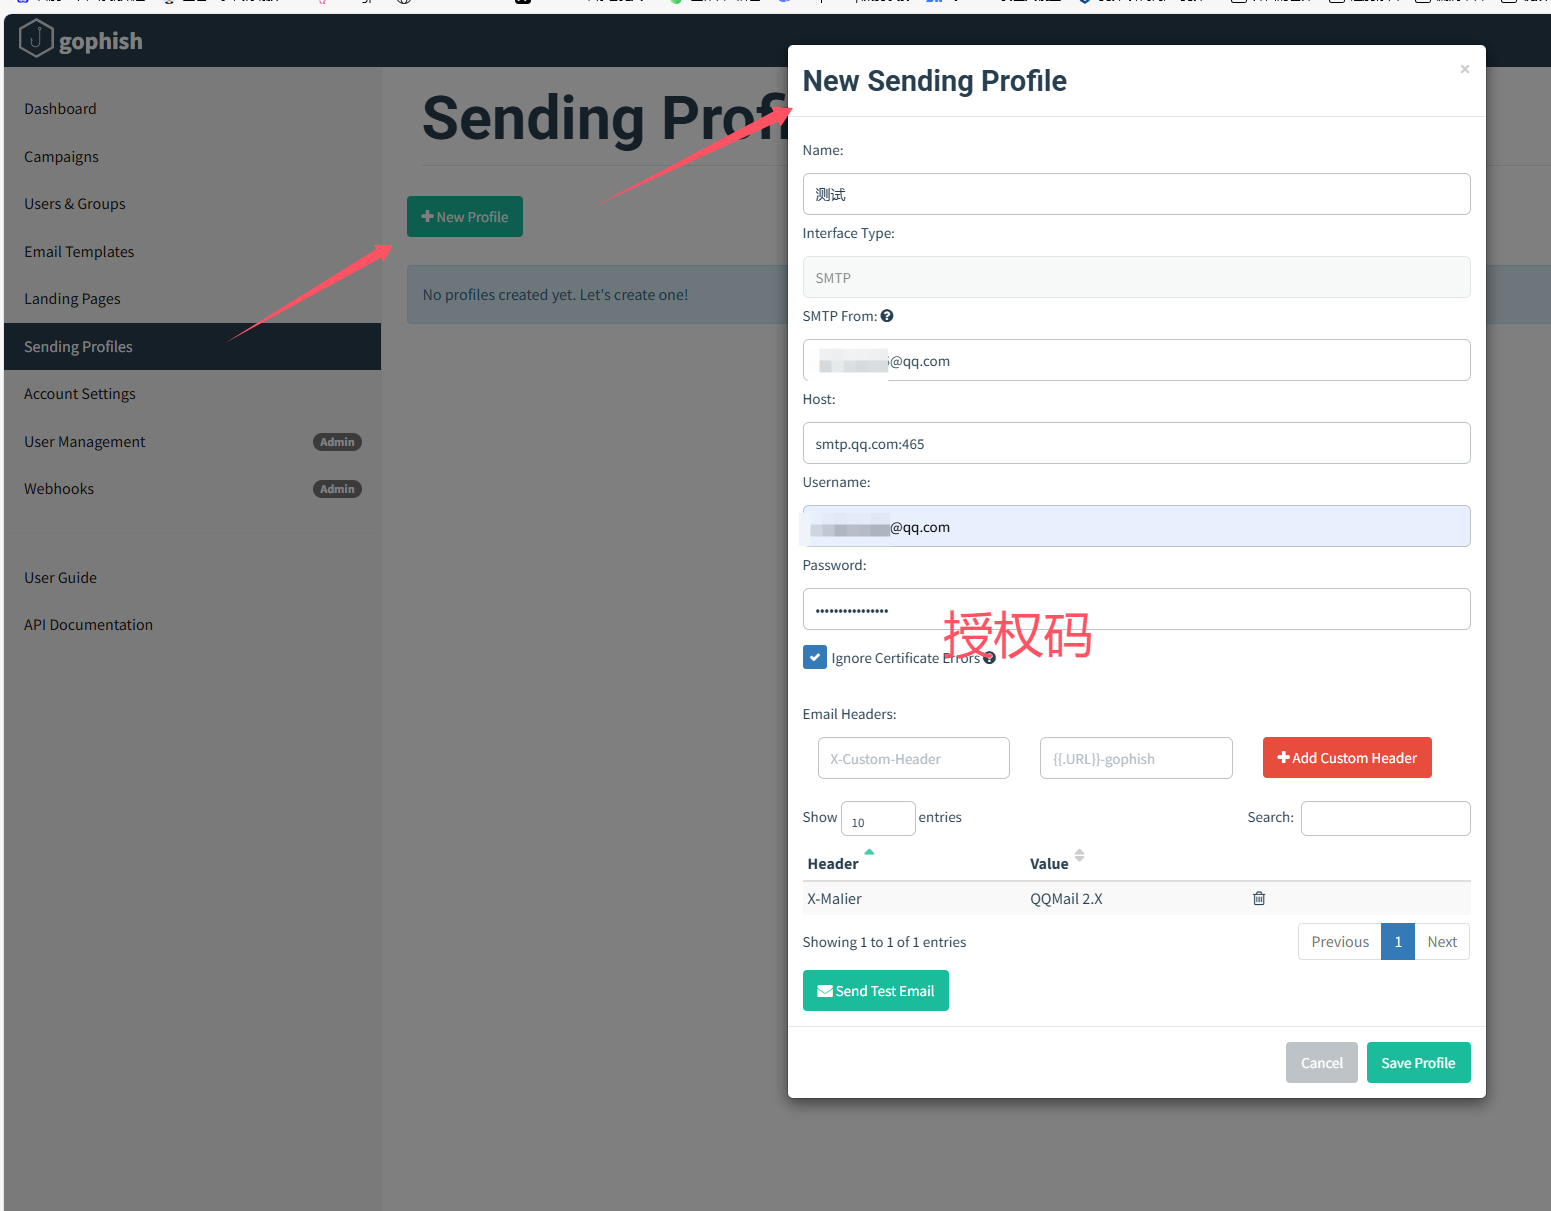 gophish
Dashboard
Campaigns
Users & Groups
Email Templates
Landing Pages
Sending Profiles
Account Settings
User Management Admin
Webhooks Admin
User Guide
API Documentation
Sending Profi
New Profile
No profiles created yet. Let's create one!
New Sending Profile
×
Name:
测试
Interface Type:
SMTP
SMTP From:
@qq.com
Host:
smtp.qq.com:465
Username:
@qq.com
Password:
••••••••••••••••
授权码
Ignore Certificate Errors
Email Headers:
X-Custom-Header {{.URL}}-gophish Add Custom Header
Show 10 entries Search:
Header Value
X-MaIier QQMail 2.X
Showing 1 to 1 of 1 entries Previous 1 Next
Send Test Email
Cancel Save Profile